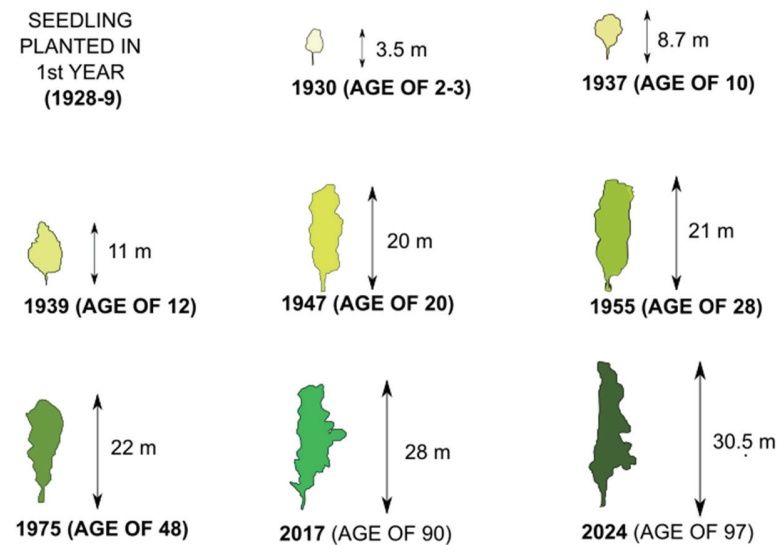 SEEDLING
PLANTED IN
1st YEAR
(1928-9)
3.5 m
1930 (AGE OF 2-3)
8.7 m
1937 (AGE OF 10)
11 m
1939 (AGE OF 12)
20 m
1947 (AGE OF 20)
21 m
1955 (AGE OF 28)
22 m
1975 (AGE OF 48)
28 m
2017 (AGE OF 90)
30.5 m
2024 (AGE OF 97)